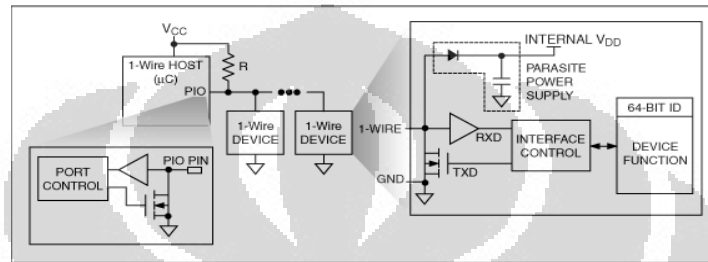 VCC
1-Wire HOST
(μC)
R
PIO
1-Wire
DEVICE
1-Wire
DEVICE
PORT
CONTROL
PIO PIN
INTERNAL VDD
PARASITE
POWER
SUPPLY
1-WIRE
RXD
TXD
GND
INTERFACE
CONTROL
64-BIT ID
DEVICE
FUNCTION